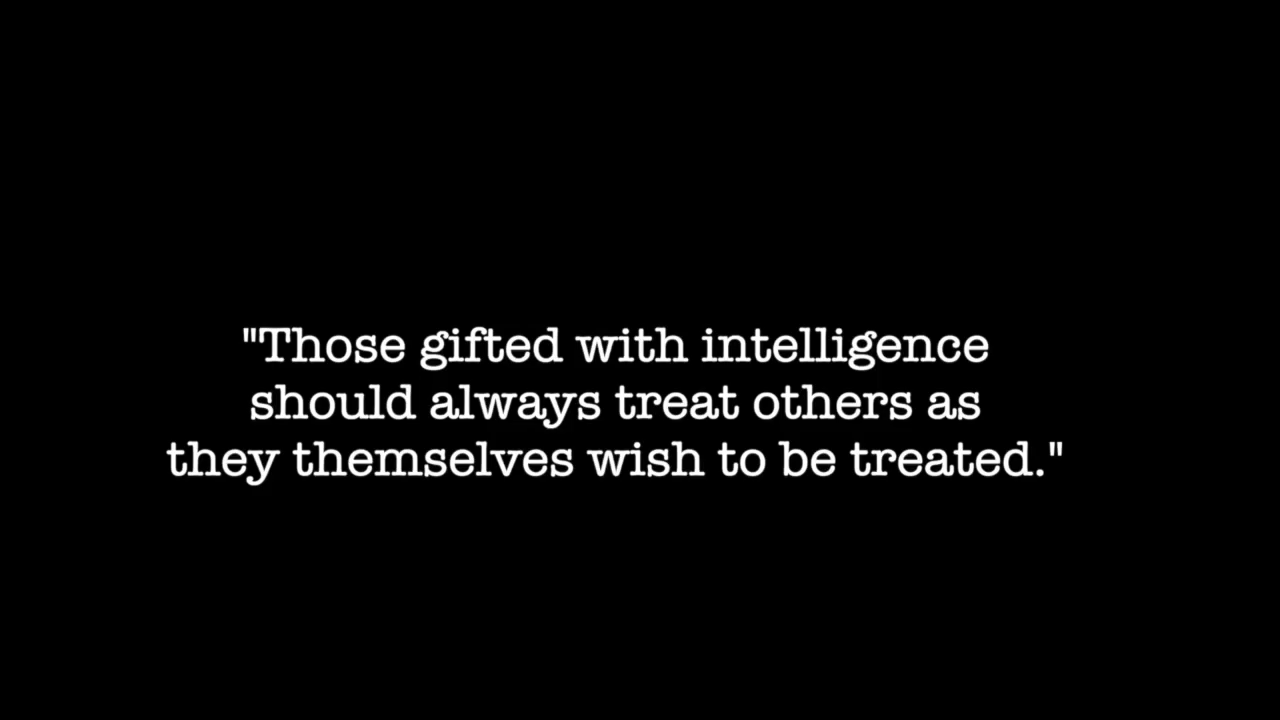 "Those gifted with intelligence
should always treat others as
they themselves wish to be treated."